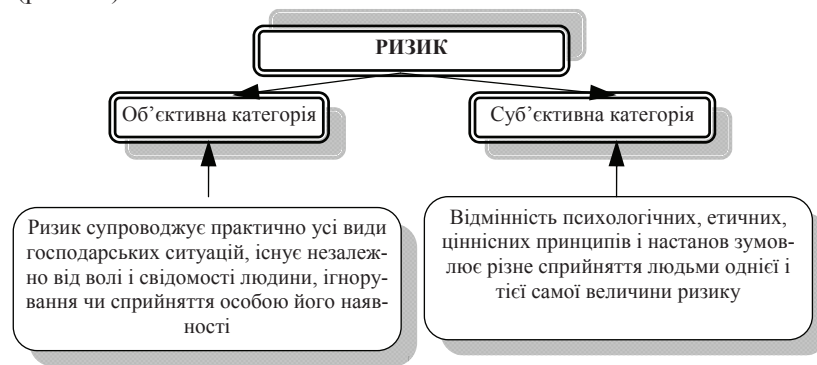 РИЗИК
Об’єктивна категорія
Суб’єктивна категорія
Ризик супроводжує практично усі види
господарських ситуацій, існує незалеж-
но від волі і свідомості людини, ігнору-
вання чи сприйняття особою його наяв-
ності
Відмінність психологічних, етичних,
ціннісних принципів і настанов зумов-
лює різне сприйняття людьми однієї і
тієї самої величини ризику